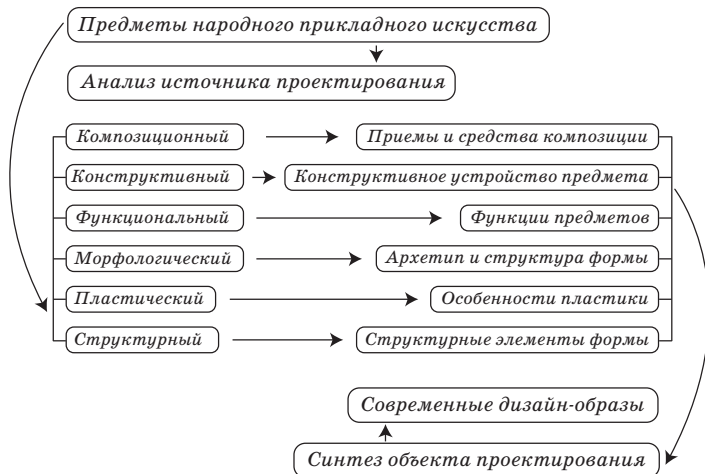 Предметы народного прикладного искусства
Анализ источника проектирования
Композиционный
Приемы и средства композиции
Конструктивный
Конструктивное устройство предмета
Функциональный
Функции предметов
Морфологический
Архетип и структура формы
Пластический
Особенности пластики
Структурный
Структурные элементы формы
Современные дизайн-образы
Синтез объекта проектирования